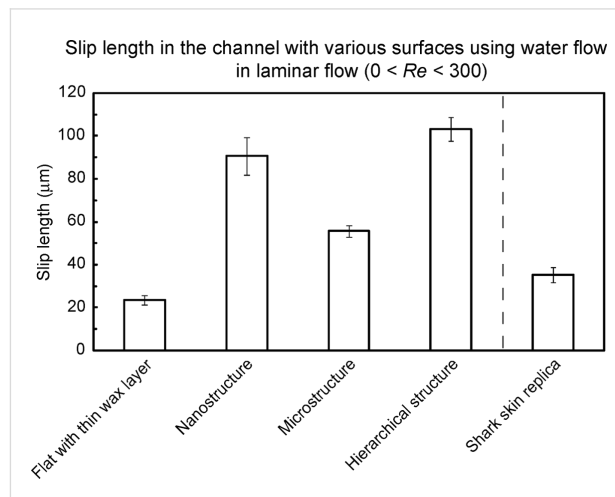 Slip length in the channel with various surfaces using water flow
in laminar flow (0 < Re < 300)
120
100
80
60
40
20
0
Slip length (μm)
Flat with thin wax layer
Nanostructure
Microstructure
Hierarchical structure
Shark skin replica